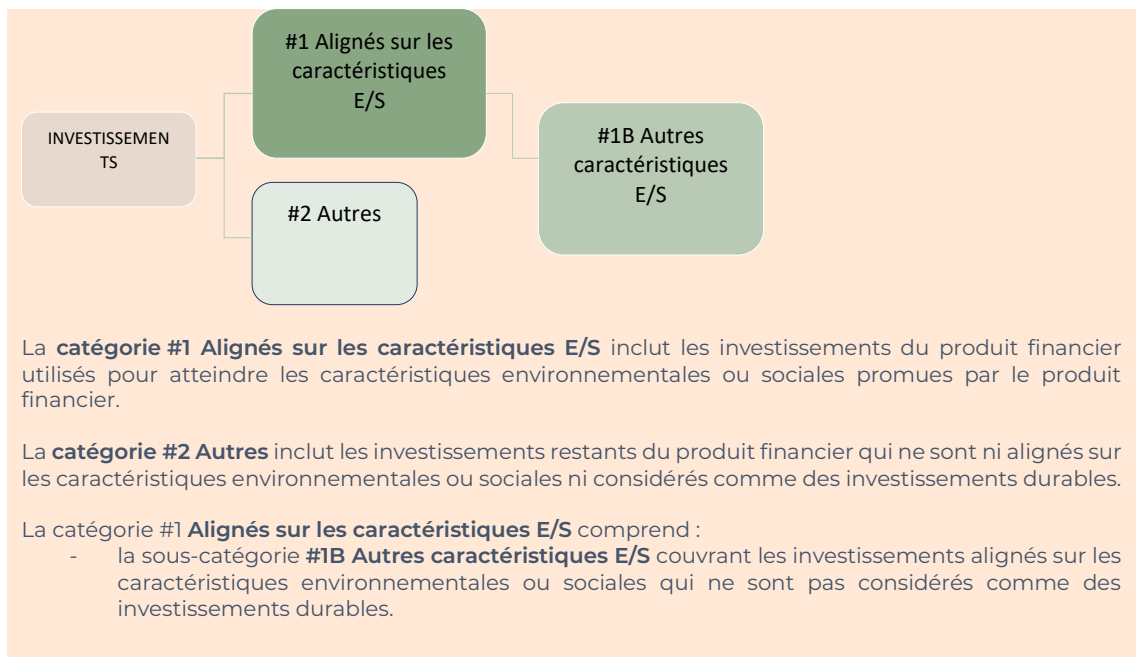 #1 Alignés sur les
caractéristiques
E/S
INVESTISSEMEN
TS
#1B Autres
caractéristiques
E/S
#2 Autres
La catégorie #1 Alignés sur les caractéristiques E/S inclut les investissements du produit financier
utilisés pour atteindre les caractéristiques environnementales ou sociales promues par le produit
financier.
La catégorie #2 Autres inclut les investissements restants du produit financier qui ne sont ni alignés sur
les caractéristiques environnementales ou sociales ni considérés comme des investissements durables.
La catégorie #1 Alignés sur les caractéristiques E/S comprend :
- la sous-catégorie #1B Autres caractéristiques E/S couvrant les investissements alignés sur les
caractéristiques environnementales ou sociales qui ne sont pas considérés comme des
investissements durables.